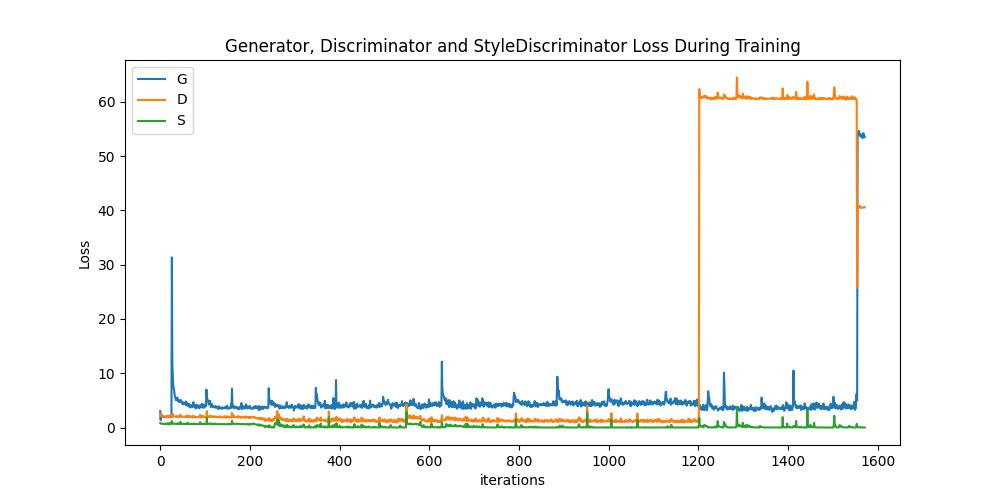 Generator, Discriminator and StyleDiscriminator Loss During Training
G
D
S
Loss
60
50
40
30
20
10
0
0 200 400 600 800 1000 1200 1400 1600
iterations